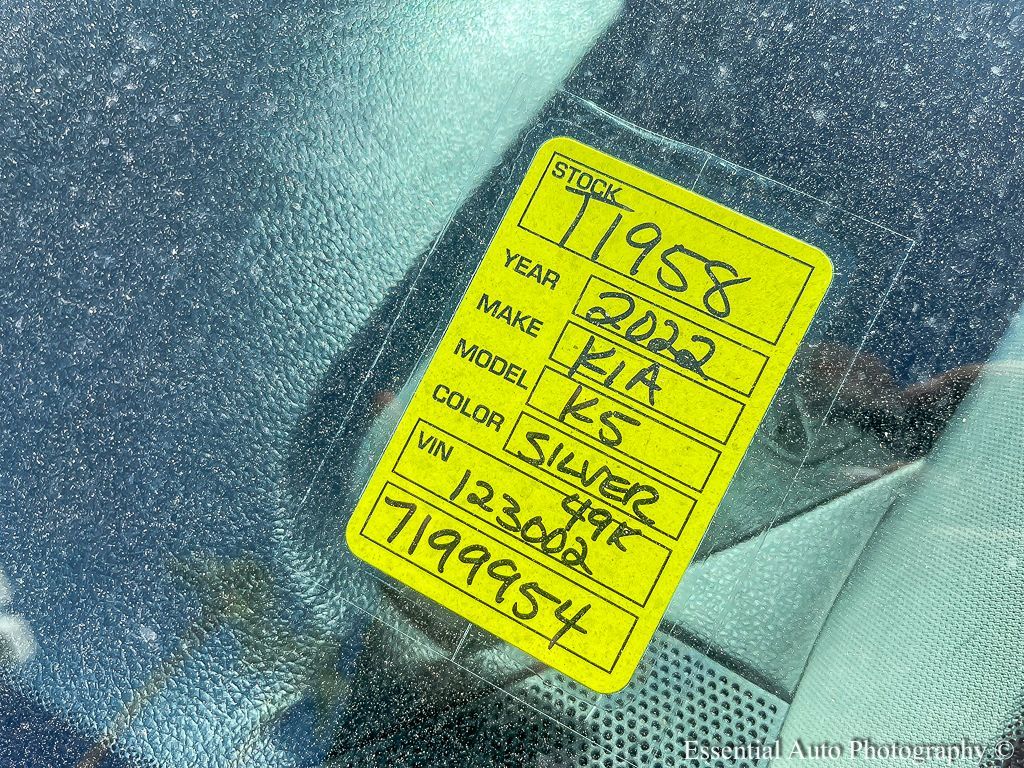 STOCK
T1958
YEAR 2022
MAKE KIA
MODEL K5
COLOR SILVER
VIN 49K
123002
7199954
Essential Auto Photography ©